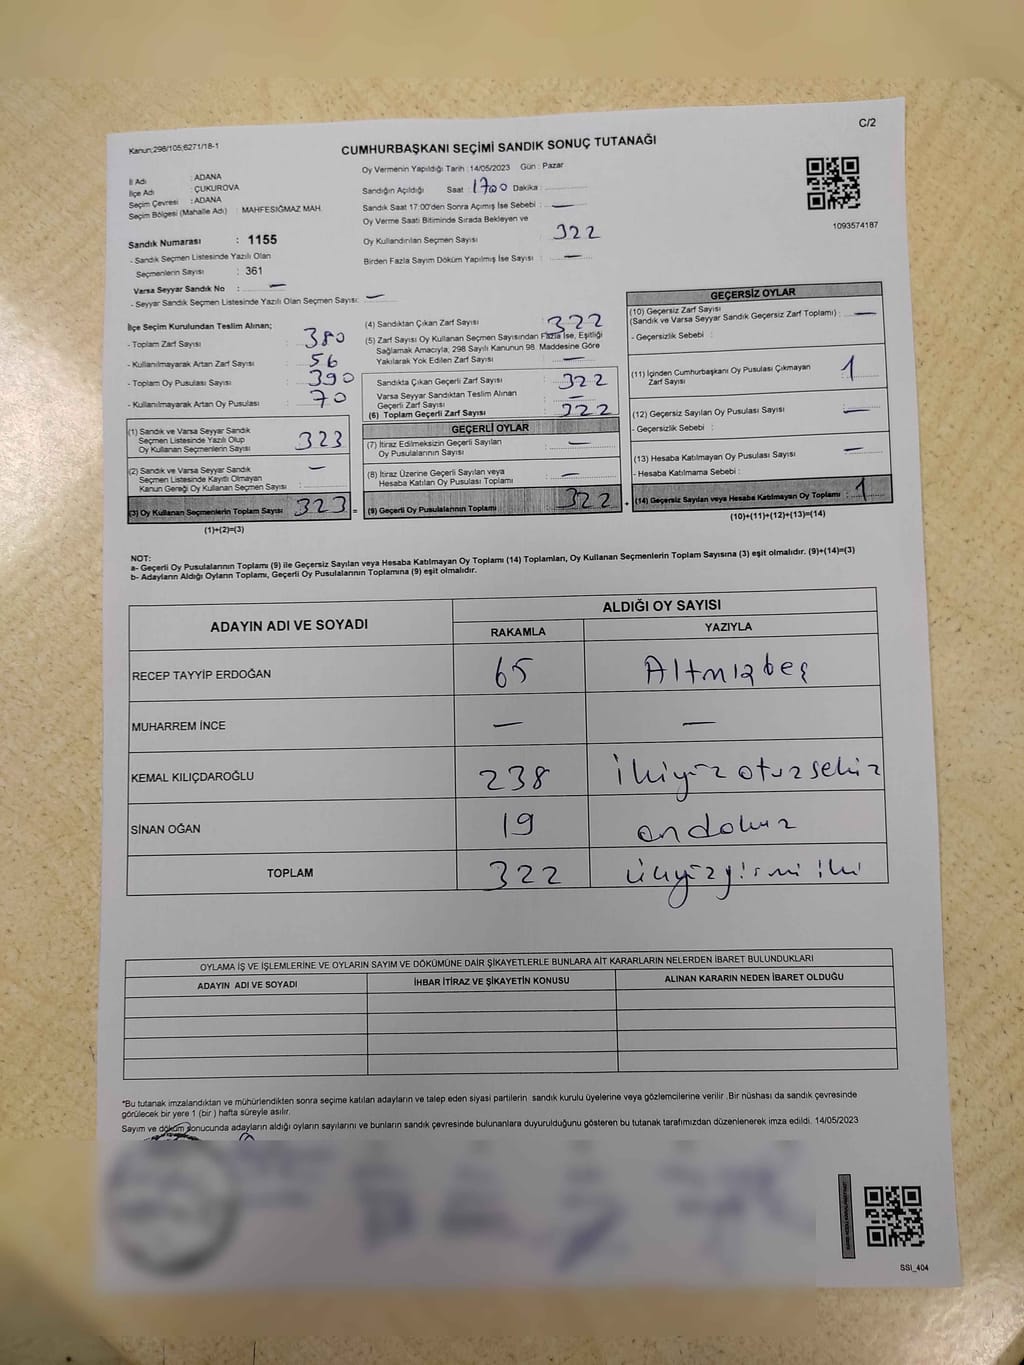 C/2
Kanun;298/105;6271/18-1
CUMHURBAŞKANI SEÇİMİ SANDIK SONUÇ TUTANAĞI
İl Adı : ADANA
İlçe Adı : ÇUKUROVA
Seçim Çevresi : ADANA
Seçim Bölgesi (Mahalle Adı) : MAHFESIĞMAZ MAH.
Sandık Numarası : 1155
- Sandık Seçmen Listesinde Yazılı Olan
Seçmenlerin Sayısı : 361
Varsa Seyyar Sandık No : —
- Seyyar Sandık Seçmen Listesinde Yazılı Olan Seçmen Sayısı: —
Oy Vermenin Yapıldığı Tarih :14/05/2023 Gün : Pazar
Sandığın Açıldığı Saat : 1700 Dakika :
Sandık Saat 17:00'den Sonra Açımış İse Sebebi : —
Oy Verme Saati Bitiminde Sırada Bekleyen ve
Oy Kullandırılan Seçmen Sayısı : 322
Birden Fazla Sayım Döküm Yapılmış İse Sayısı : —
1093574187
İlçe Seçim Kurulundan Teslim Alınan;
- Toplam Zarf Sayısı : 380
- Kullanılmayarak Artan Zarf Sayısı : 56
- Toplam Oy Pusulası Sayısı : 390
- Kullanılmayarak Artan Oy Pusulası : 70
(1) Sandık ve Varsa Seyyar Sandık
Seçmen Listesinde Yazılı Olup
Oy Kullanan Seçmenlerin Sayısı : 323
(2) Sandık ve Varsa Seyyar Sandık
Seçmen Listesinde Kayıtlı Olmayan
Kanun Gereği Oy Kullanan Seçmen Sayısı : —
(3) Oy Kullanan Seçmenlerin Toplam Sayısı : 323 =
(1)+(2)=(3)
(4) Sandıktan Çıkan Zarf Sayısı : 322
(5) Zarf Sayısı Oy Kullanan Seçmen Sayısından Fazla İse, Eşitliği
Sağlamak Amacıyla; 298 Sayılı Kanunun 98. Maddesine Göre
Yakılarak Yok Edilen Zarf Sayısı : —
Sandıkta Çıkan Geçerli Zarf Sayısı : 322
Varsa Seyyar Sandıktan Teslim Alınan
Geçerli Zarf Sayısı : —
(6) Toplam Geçerli Zarf Sayısı : 322
GEÇERLİ OYLAR
(7) İtiraz Edilmeksizin Geçerli Sayılan
Oy Pusulalarının Sayısı : —
(8) İtiraz Üzerine Geçerli Sayılan veya
Hesaba Katılan Oy Pusulası Toplamı : —
(9) Geçerli Oy Pusulalarının Toplamı : 322 +
GEÇERSİZ OYLAR
(10) Geçersiz Zarf Sayısı
(Sandık ve Varsa Seyyar Sandık Geçersiz Zarf Toplamı) : —
- Geçersizlik Sebebi :
(11) İçinden Cumhurbaşkanı Oy Pusulası Çıkmayan
Zarf Sayısı : 1
(12) Geçersiz Sayılan Oy Pusulası Sayısı : —
- Geçersizlik Sebebi :
(13) Hesaba Katılmayan Oy Pusulası Sayısı : —
- Hesaba Katılmama Sebebi :
(14) Geçersiz Sayılan veya Hesaba Katılmayan Oy Toplamı : 1
(10)+(11)+(12)+(13)=(14)
NOT:
a- Geçerli Oy Pusulalarının Toplamı (9) ile Geçersiz Sayılan veya Hesaba Katılmayan Oy Toplamı (14) Toplamları, Oy Kullanan Seçmenlerin Toplam Sayısına (3) eşit olmalıdır. (9)+(14)=(3)
b- Adayların Aldığı Oyların Toplamı, Geçerli Oy Pusulalarının Toplamına (9) eşit olmalıdır.
ADAYIN ADI VE SOYADI
ALDIĞI OY SAYISI
RAKAMLA YAZIYLA
RECEP TAYYİP ERDOĞAN 65 Altmışbeş
MUHARREM İNCE — —
KEMAL KILIÇDAROĞLU 238 ikiyüz otuz sekiz
SİNAN OĞAN 19 ondokuz
TOPLAM 322 üçyüzyirmi iki
OYLAMA İŞ VE İŞLEMLERİNE VE OYLARIN SAYIM VE DÖKÜMÜNE DAİR ŞİKAYETLERLE BUNLARA AİT KARARLARIN NELERDEN İBARET BULUNDUKLARI
ADAYIN ADI VE SOYADI İHBAR İTİRAZ VE ŞİKAYETİN KONUSU ALINAN KARARIN NEDEN İBARET OLDUĞU
*Bu tutanak imzalandıktan ve mühürlendikten sonra seçime katılan adayların ve talep eden siyasi partilerin sandık kurulu üyelerine veya gözlemcilerine verilir .Bir nüshası da sandık çevresinde
görülecek bir yere 1 (bir ) hafta süreyle asılır.
Sayım ve döküm sonucunda adayların aldığı oyların sayılarını ve bunların sandık çevresinde bulunanlara duyurulduğunu gösteren bu tutanak tarafımızdan düzenlenerek imza edildi. 14/05/2023
SSI_404